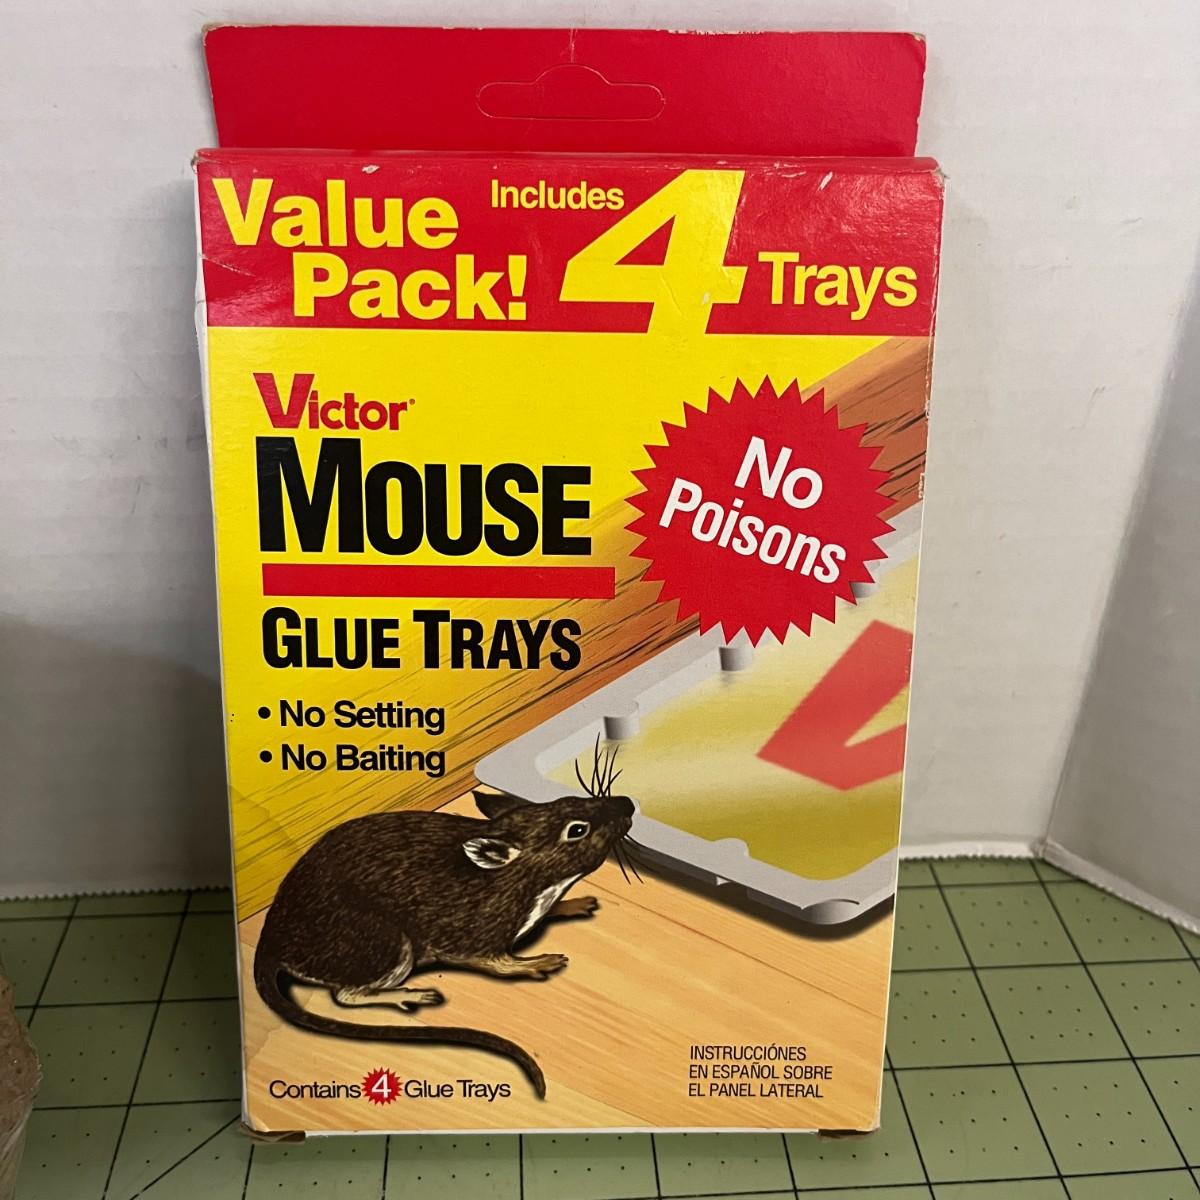 Value
Pack!
Includes
4
Trays
Victor®
MOUSE
GLUE TRAYS
No
Poisons
• No Setting
• No Baiting
V
Contains 4 Glue Trays
INSTRUCCIÓNES
EN ESPAÑOL SOBRE
EL PANEL LATERAL